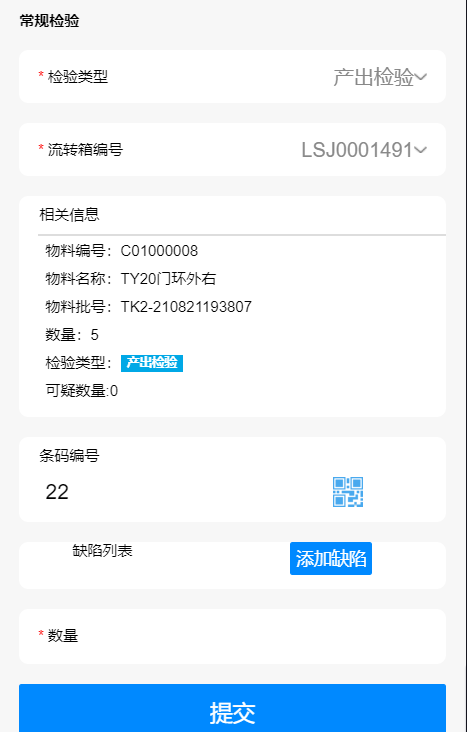 常规检验
* 检验类型 产出检验
* 流转箱编号 LSJ0001491
相关信息
物料编号：C01000008
物料名称：TY20门环外右
物料批号：TK2-210821193807
数量：5
检验类型：产出检验
可疑数量:0
条码编号
22
缺陷列表 添加缺陷
* 数量
提交